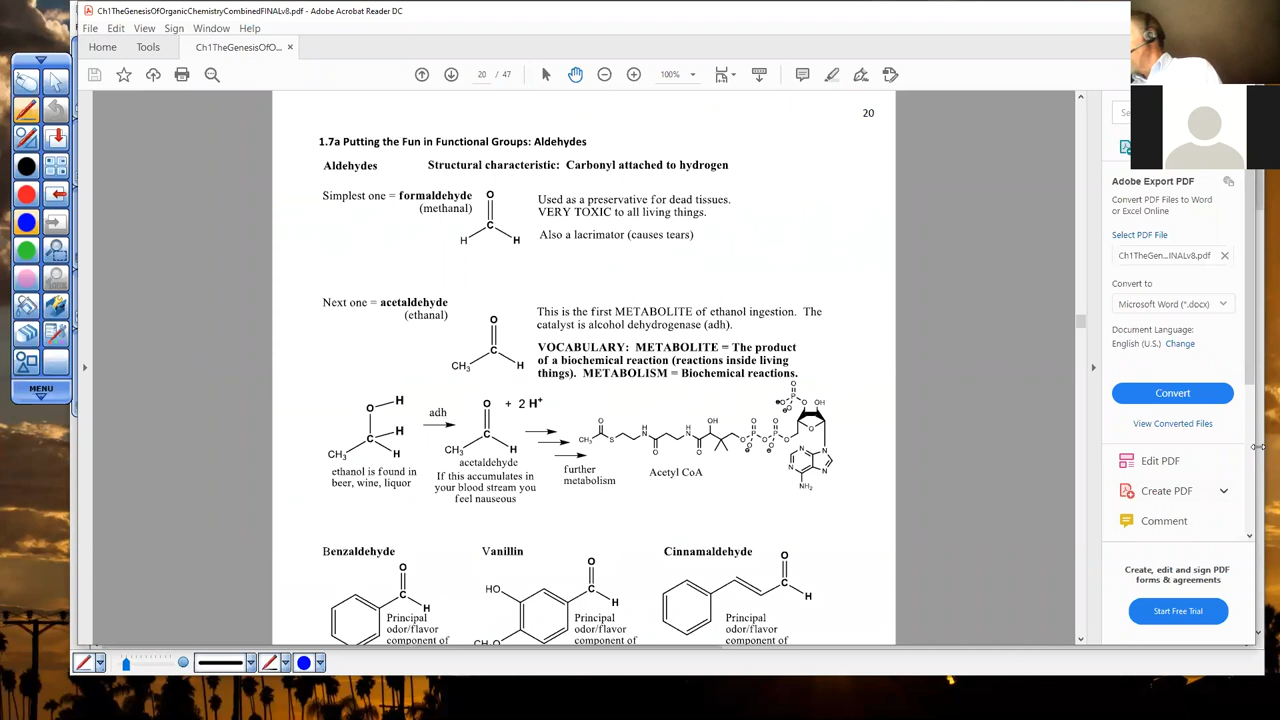 Ch1TheGenesisOfOrganicChemistryCombinedFINALv8.pdf - Adobe Acrobat Reader DC
File Edit View Sign Window Help
Home Tools Ch1TheGenesisOfO... ×
20 / 47 100%
20
1.7a Putting the Fun in Functional Groups: Aldehydes
Aldehydes Structural characteristic: Carbonyl attached to hydrogen
Simplest one = formaldehyde
(methanal)
O
C
H H
Used as a preservative for dead tissues.
VERY TOXIC to all living things.
Also a lacrimator (causes tears)
Next one = acetaldehyde
(ethanal)
O
C
CH3 H
This is the first METABOLITE of ethanol ingestion. The
catalyst is alcohol dehydrogenase (adh).
VOCABULARY: METABOLITE = The product
of a biochemical reaction (reactions inside living
things). METABOLISM = Biochemical reactions.
O H
C H
CH3 H
ethanol is found in
beer, wine, liquor
adh
O + 2 H+
C
CH3 H
acetaldehyde
If this accumulates in
your blood stream you
feel nauseous
further
metabolism
Acetyl CoA
NH2
Benzaldehyde
O
C
H
Principal
odor/flavor
component of
Vanillin
HO
O
C
H
CH3O
Principal
odor/flavor
component of
Cinnamaldehyde
O
C
H
Principal
odor/flavor
component of
Adobe Export PDF
Convert PDF Files to Word
or Excel Online
Select PDF File
Ch1TheGen...INALv8.pdf ×
Convert to
Microsoft Word (*.docx)
Document Language:
English (U.S.) Change
Convert
View Converted Files
Edit PDF
Create PDF
Comment
Create, edit and sign PDF
forms & agreements
Start Free Trial
MENU